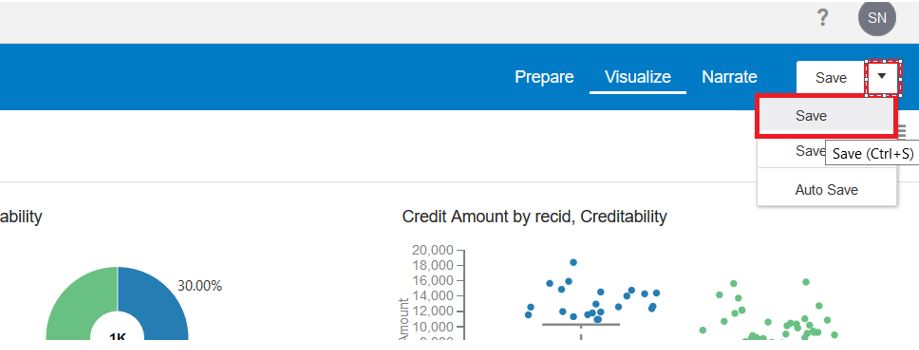 ? SN
Prepare Visualize Narrate Save
Save
Save
Save (Ctrl+S)
Auto Save
ability
Credit Amount by recid, Creditability
30.00%
1K
20,000
18,000
16,000
14,000
12,000
10,000
Amount